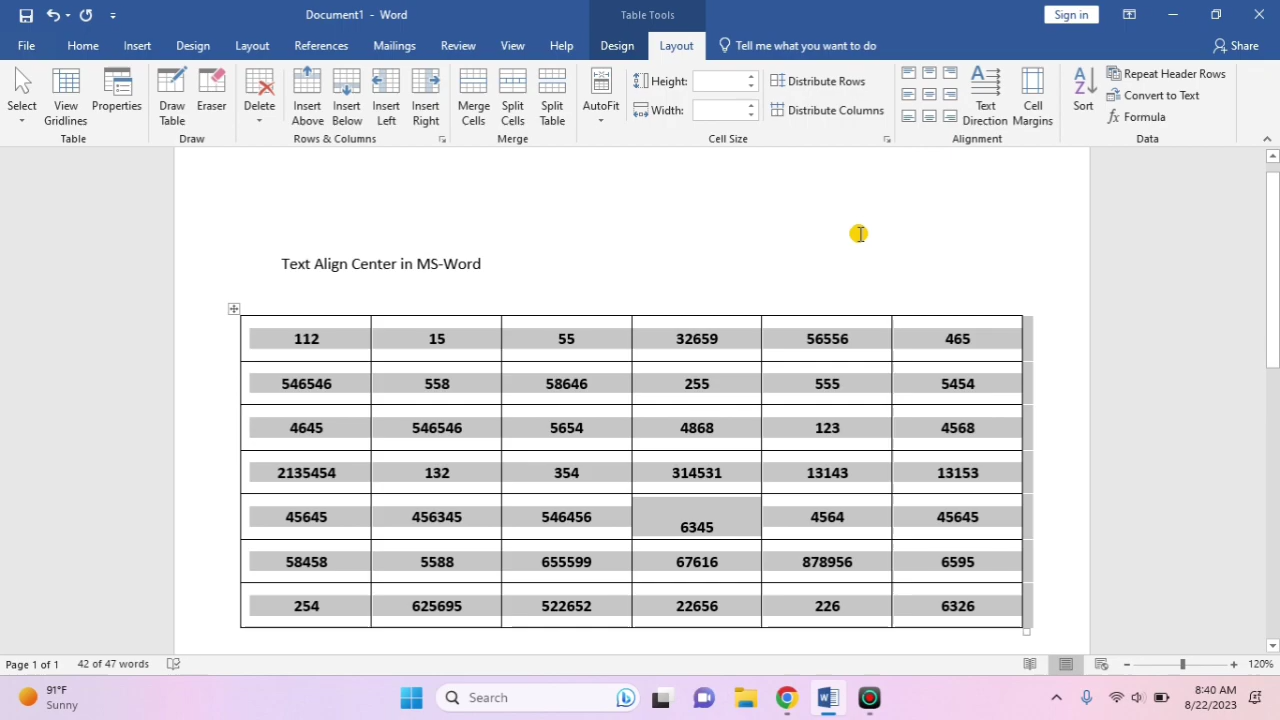 Document1 - Word
Table Tools
Sign in
File Home Insert Design Layout References Mailings Review View Help Design Layout Tell me what you want to do Share
Select
View Gridlines
Properties
Table
Draw Table
Eraser
Draw
Delete
Insert Above
Insert Below
Insert Left
Insert Right
Rows & Columns
Merge Cells
Split Cells
Split Table
Merge
AutoFit
Height:
Width:
Distribute Rows
Distribute Columns
Cell Size
Text Direction
Cell Margins
Alignment
Sort
Repeat Header Rows
Convert to Text
fx Formula
Data
Text Align Center in MS-Word
112 15 55 32659 56556 465
546546 558 58646 255 555 5454
4645 546546 5654 4868 123 4568
2135454 132 354 314531 13143 13153
45645 456345 546456 6345 4564 45645
58458 5588 655599 67616 878956 6595
254 625695 522652 22656 226 6326
Page 1 of 1 42 of 47 words 120%
91°F
Sunny
Search
8:40 AM
8/22/2023